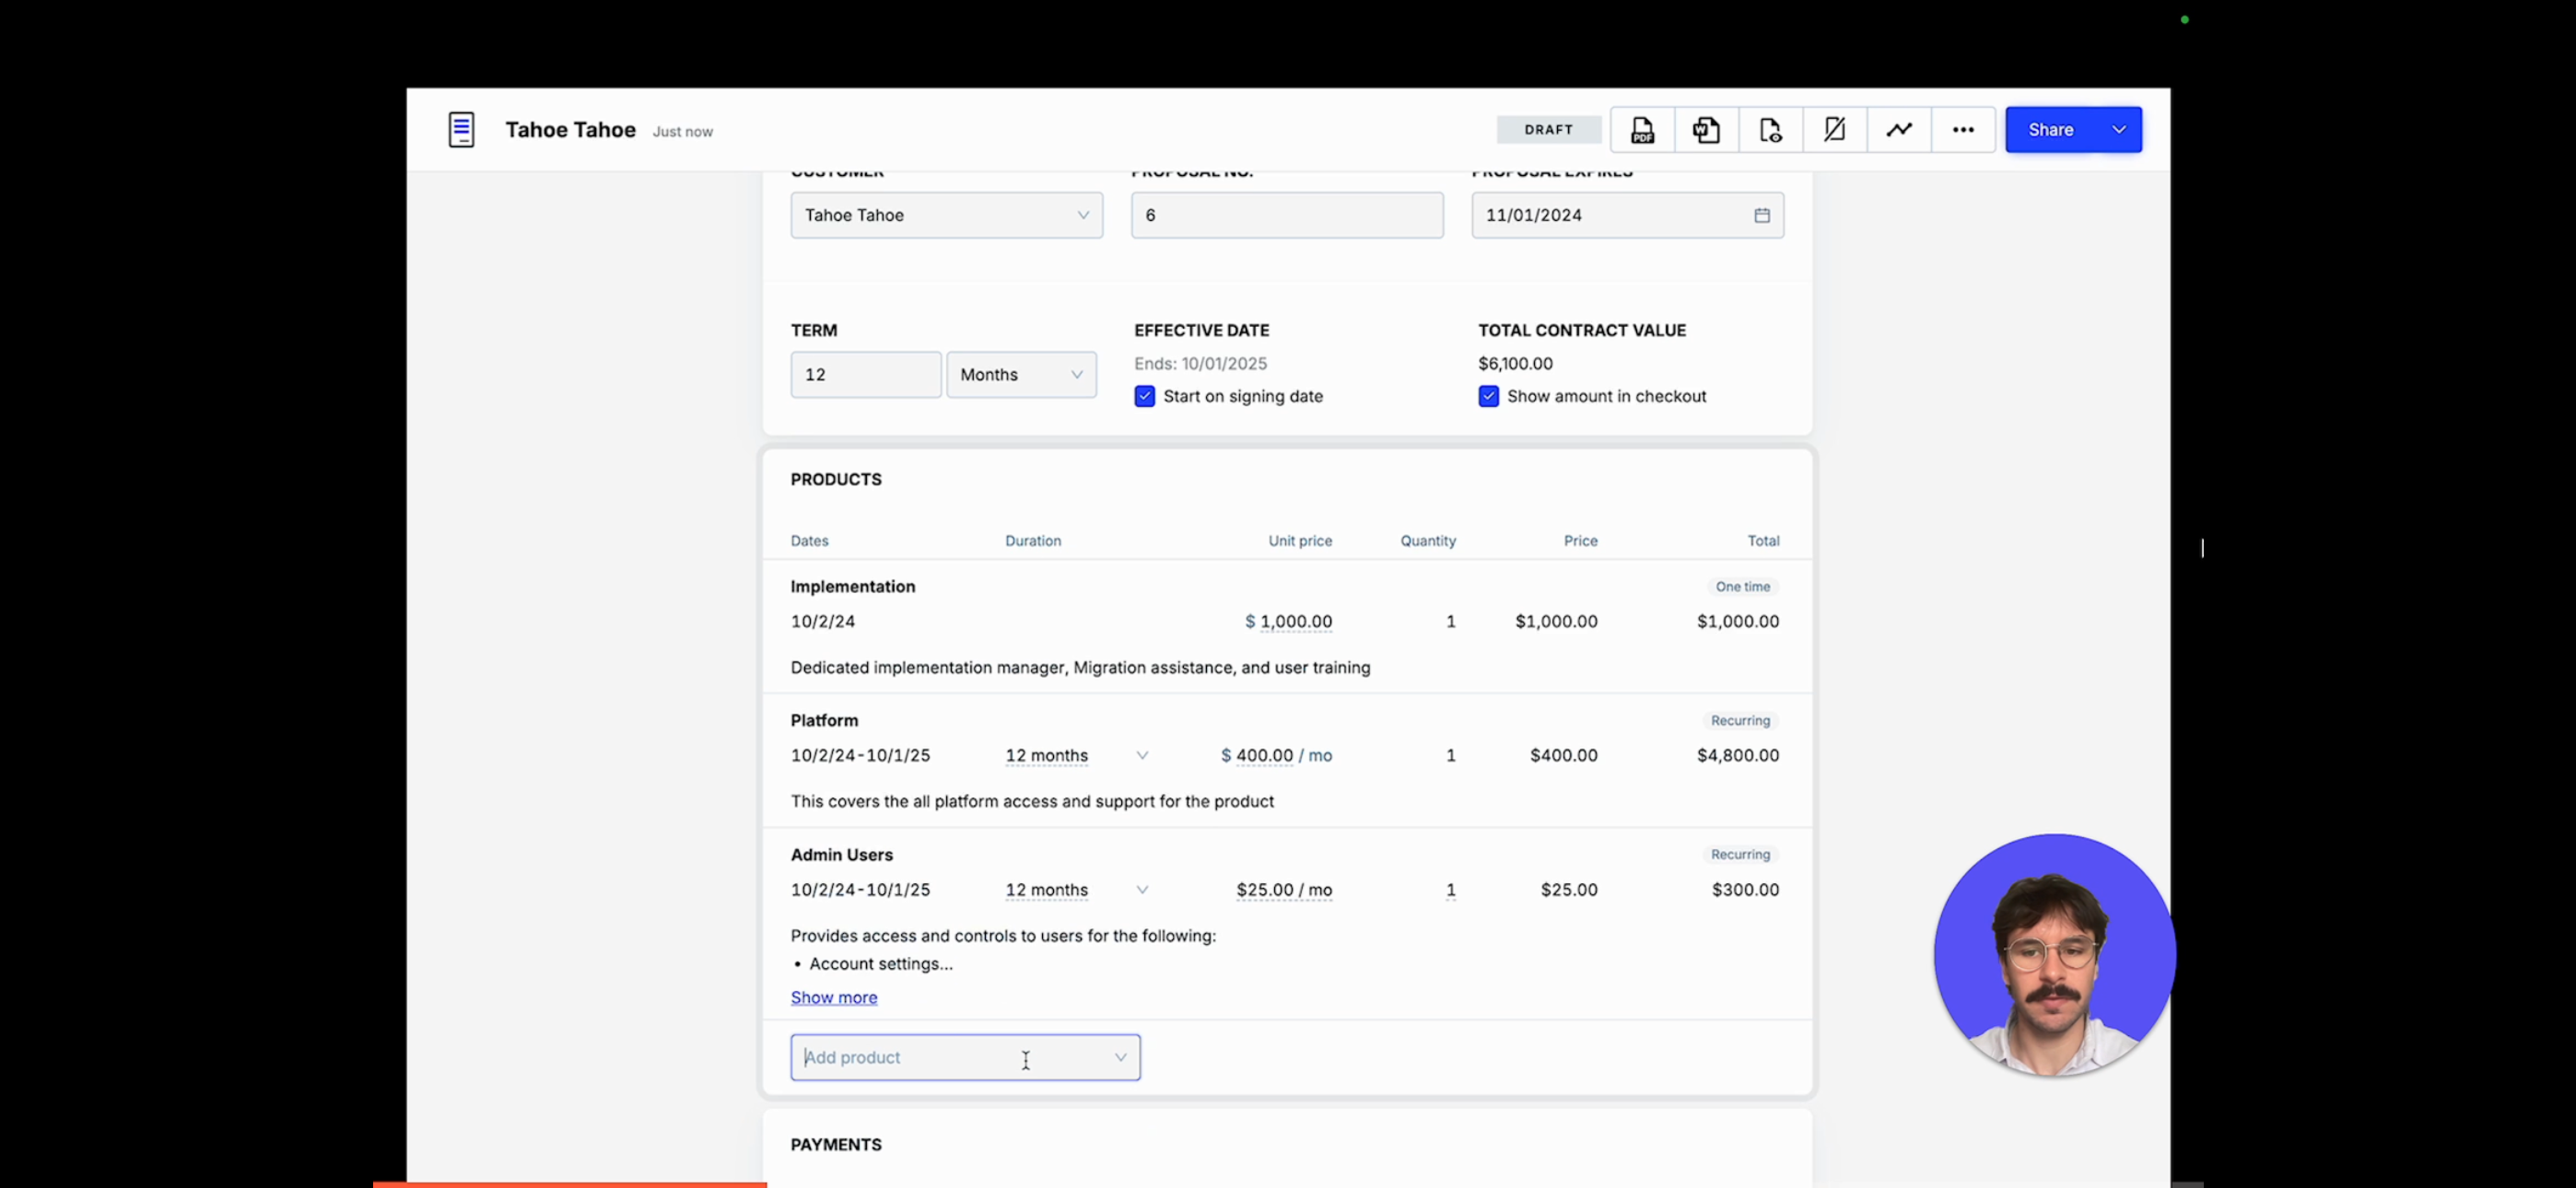 Tahoe Tahoe Just now DRAFT PDF W Share
CUSTOMER PROPOSAL NO. PROPOSAL EXPIRES
Tahoe Tahoe 6 11/01/2024
TERM EFFECTIVE DATE TOTAL CONTRACT VALUE
Ends: 10/01/2025 $6,100.00
12 Months
Start on signing date Show amount in checkout
PRODUCTS
Dates Duration Unit price Quantity Price Total
Implementation One time
10/2/24 $ 1,000.00 1 $1,000.00 $1,000.00
Dedicated implementation manager, Migration assistance, and user training
Platform Recurring
10/2/24-10/1/25 12 months $ 400.00 / mo 1 $400.00 $4,800.00
This covers the all platform access and support for the product
Admin Users Recurring
10/2/24-10/1/25 12 months $25.00 / mo 1 $25.00 $300.00
Provides access and controls to users for the following:
• Account settings...
Show more
Add product
PAYMENTS